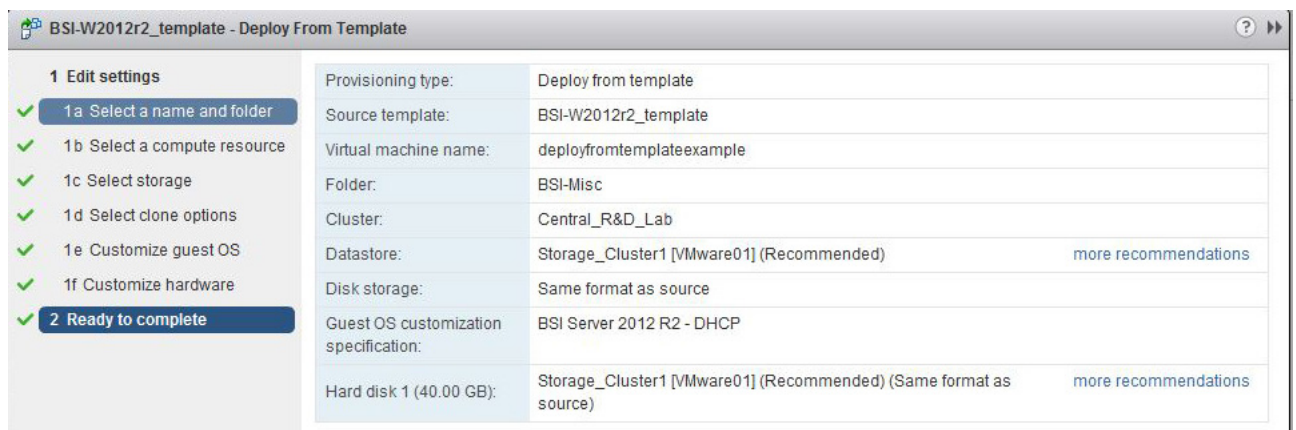 BSI-W2012r2_template - Deploy From Template
?
1 Edit settings
1a Select a name and folder
1b Select a compute resource
1c Select storage
1d Select clone options
1e Customize guest OS
1f Customize hardware
2 Ready to complete
Provisioning type: Deploy from template
Source template: BSI-W2012r2_template
Virtual machine name: deployfromtemplateexample
Folder: BSI-Misc
Cluster: Central_R&D_Lab
Datastore: Storage_Cluster1 [VMware01] (Recommended) more recommendations
Disk storage: Same format as source
Guest OS customization BSI Server 2012 R2 - DHCP
specification:
Hard disk 1 (40.00 GB): Storage_Cluster1 [VMware01] (Recommended) (Same format as more recommendations
source)